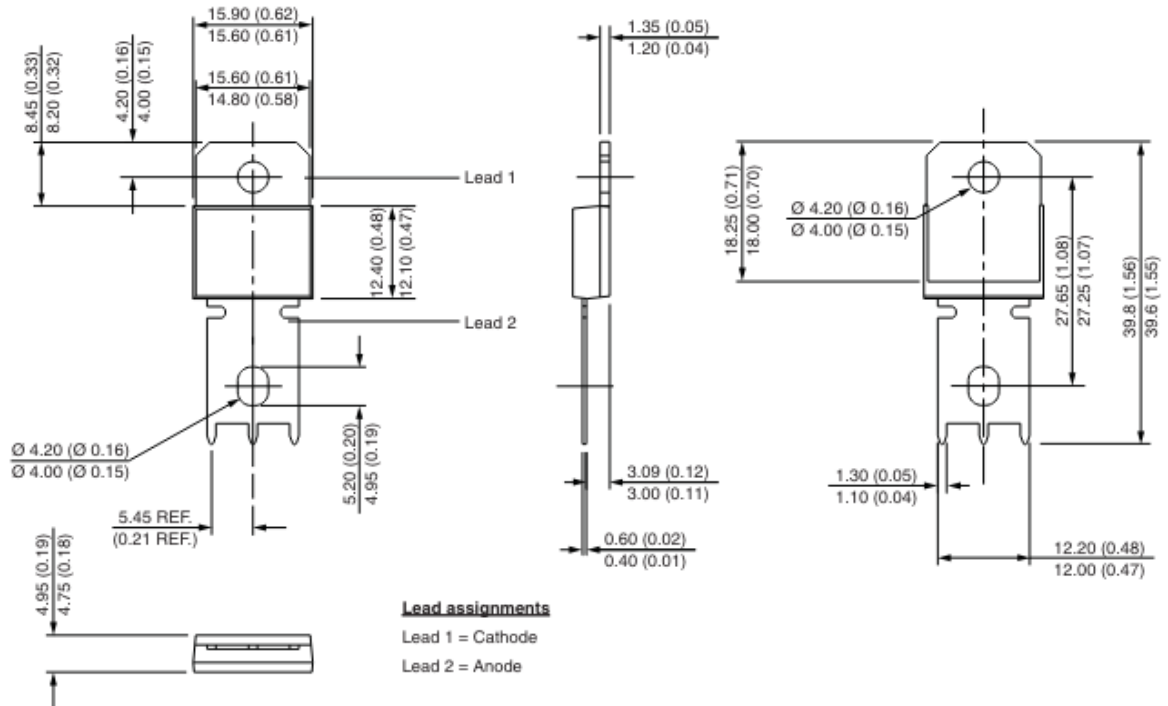 15.90 (0.62)
15.60 (0.61)
15.60 (0.61)
14.80 (0.58)
8.45 (0.33)
8.20 (0.32)
4.20 (0.16)
4.00 (0.15)
Lead 1
12.40 (0.48)
12.10 (0.47)
Lead 2
Ø 4.20 (Ø 0.16)
Ø 4.00 (Ø 0.15)
5.20 (0.20)
4.95 (0.19)
5.45 REF.
(0.21 REF.)
4.95 (0.19)
4.75 (0.18)
1.35 (0.05)
1.20 (0.04)
3.09 (0.12)
3.00 (0.11)
0.60 (0.02)
0.40 (0.01)
18.25 (0.71)
18.00 (0.70)
Ø 4.20 (Ø 0.16)
Ø 4.00 (Ø 0.15)
27.65 (1.08)
27.25 (1.07)
39.8 (1.56)
39.6 (1.55)
1.30 (0.05)
1.10 (0.04)
12.20 (0.48)
12.00 (0.47)
Lead assignments
Lead 1 = Cathode
Lead 2 = Anode